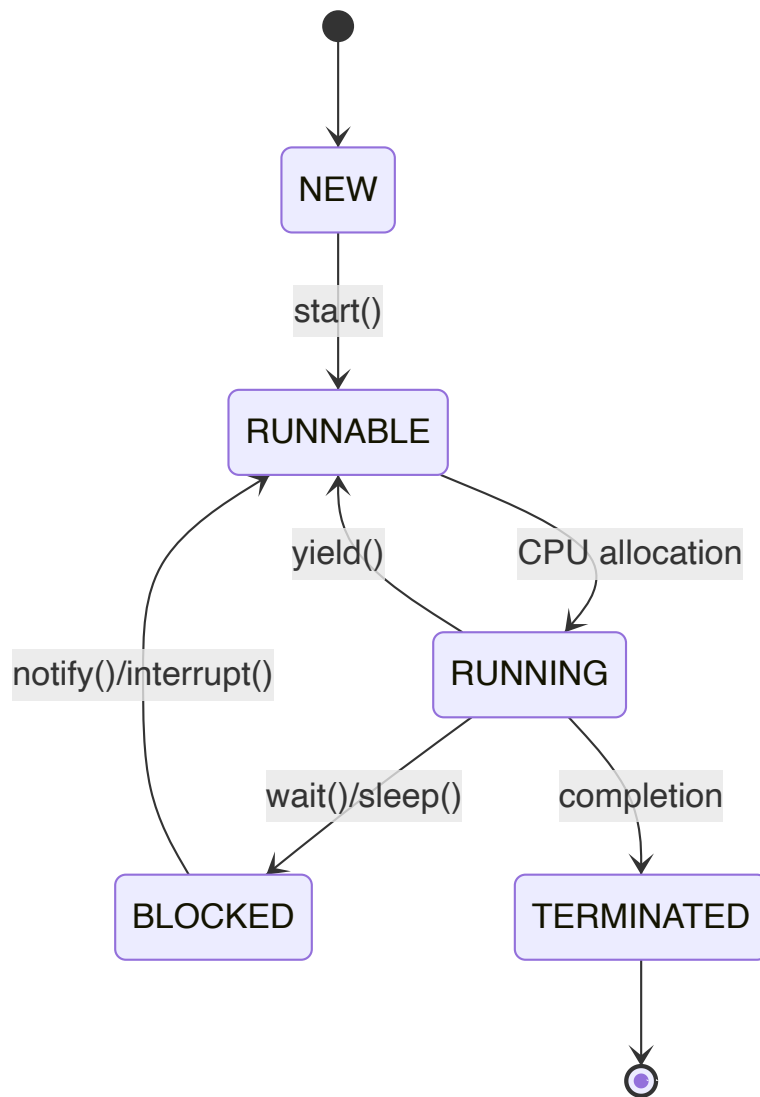 NEW
start()
RUNNABLE
yield()
CPU allocation
notify()/interrupt()
RUNNING
wait()/sleep()
completion
BLOCKED
TERMINATED